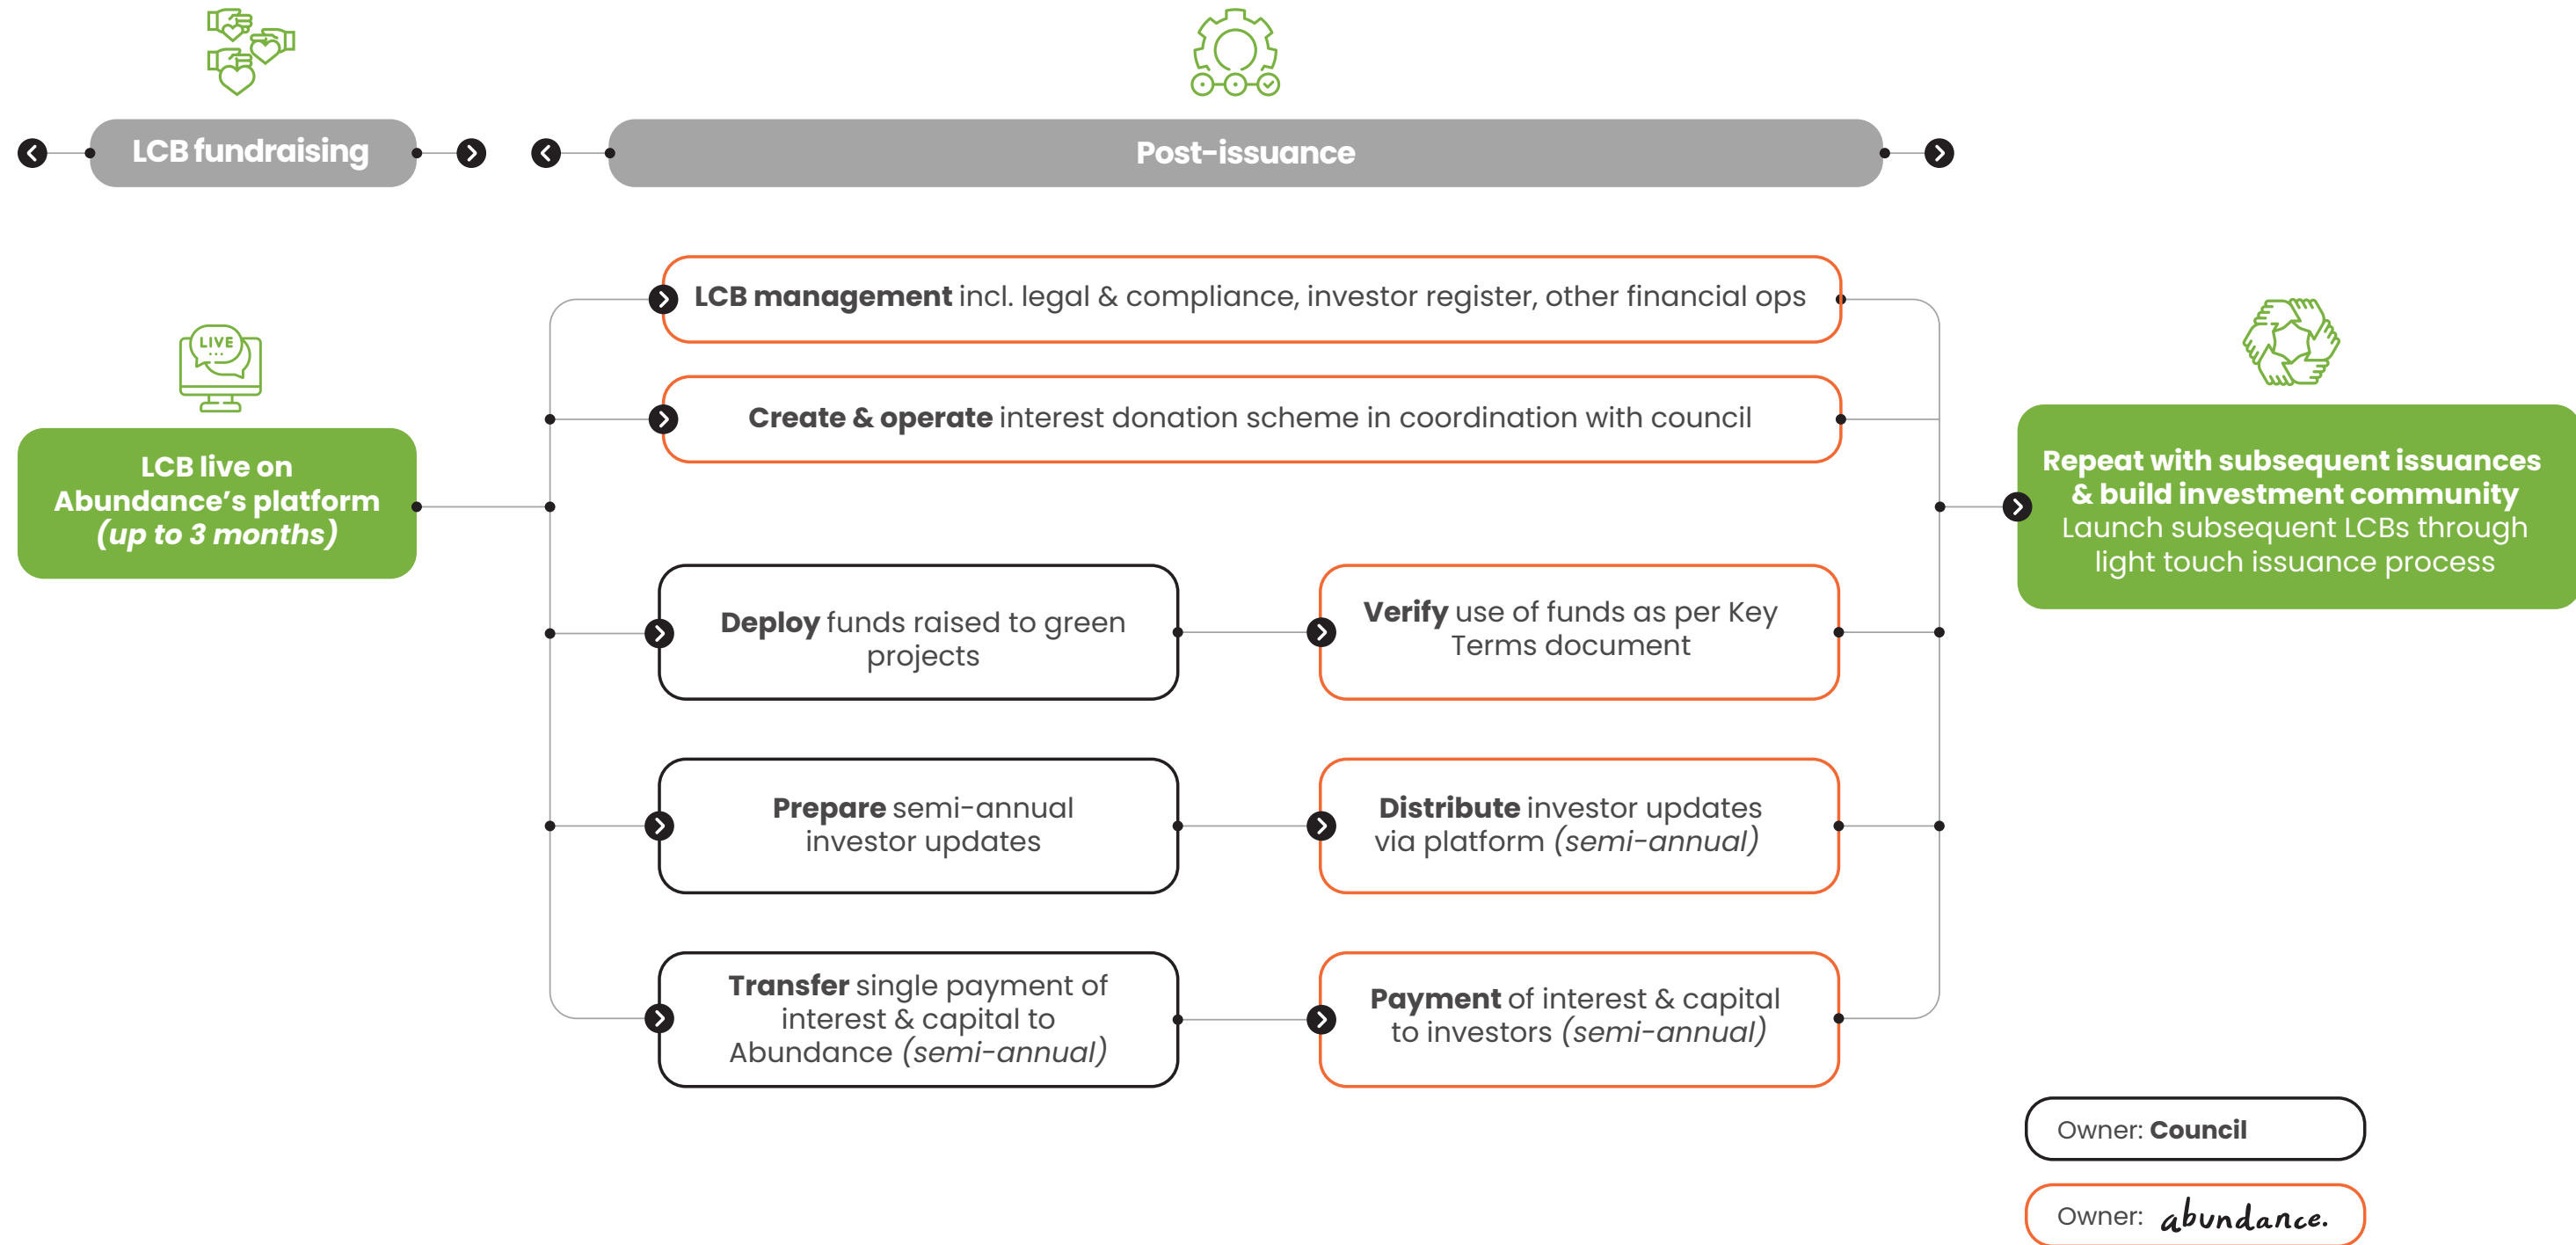 LCB fundraising
Post-issuance
LIVE
LCB live on
Abundance’s platform
(up to 3 months)
LCB management incl. legal & compliance, investor register, other financial ops
Create & operate interest donation scheme in coordination with council
Deploy funds raised to green
projects
Verify use of funds as per Key
Terms document
Prepare semi-annual
investor updates
Distribute investor updates
via platform (semi-annual)
Transfer single payment of
interest & capital to
Abundance (semi-annual)
Payment of interest & capital
to investors (semi-annual)
Repeat with subsequent issuances
& build investment community
Launch subsequent LCBs through
light touch issuance process
Owner: Council
Owner: abundance.